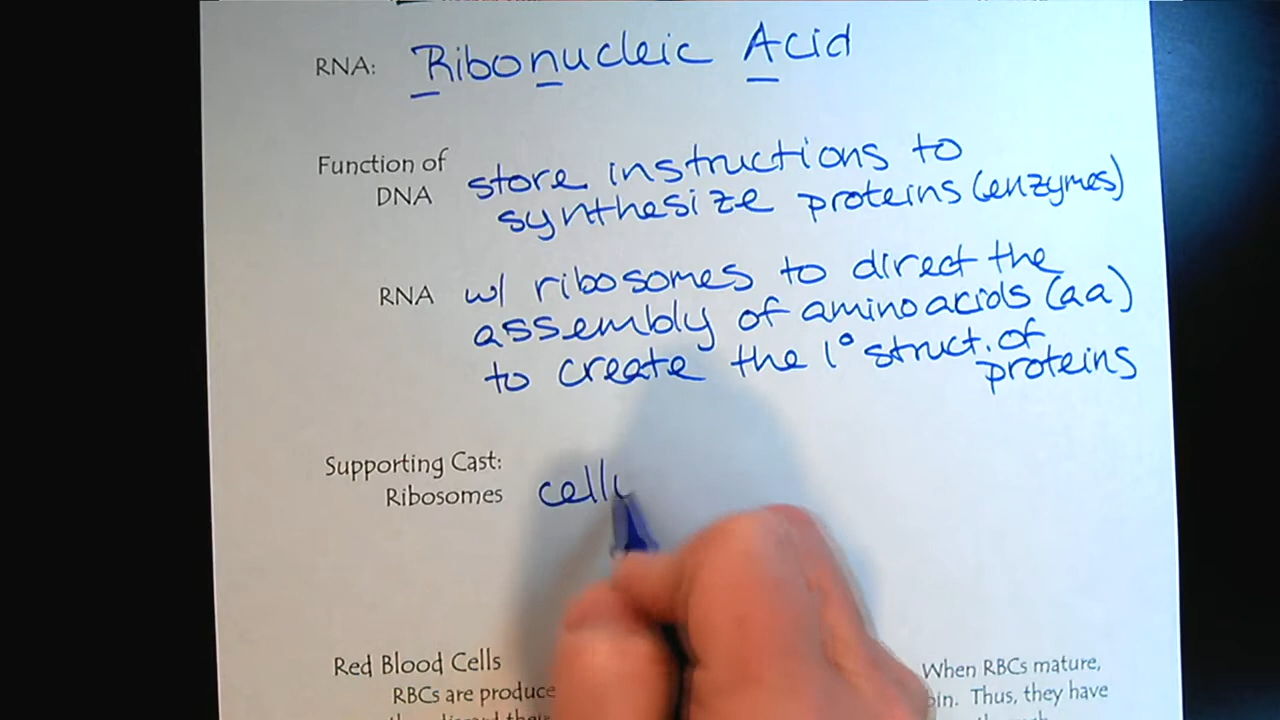 RNA: Ribonucleic Acid
Function of DNA store instructions to
synthesize proteins (enzymes)
RNA w/ ribosomes to direct the
assembly of amino acids (aa)
to create the 1° struct. of
proteins
Supporting Cast:
Ribosomes cellu
Red Blood Cells
RBCs are produce When RBCs mature,
bin. Thus, they have